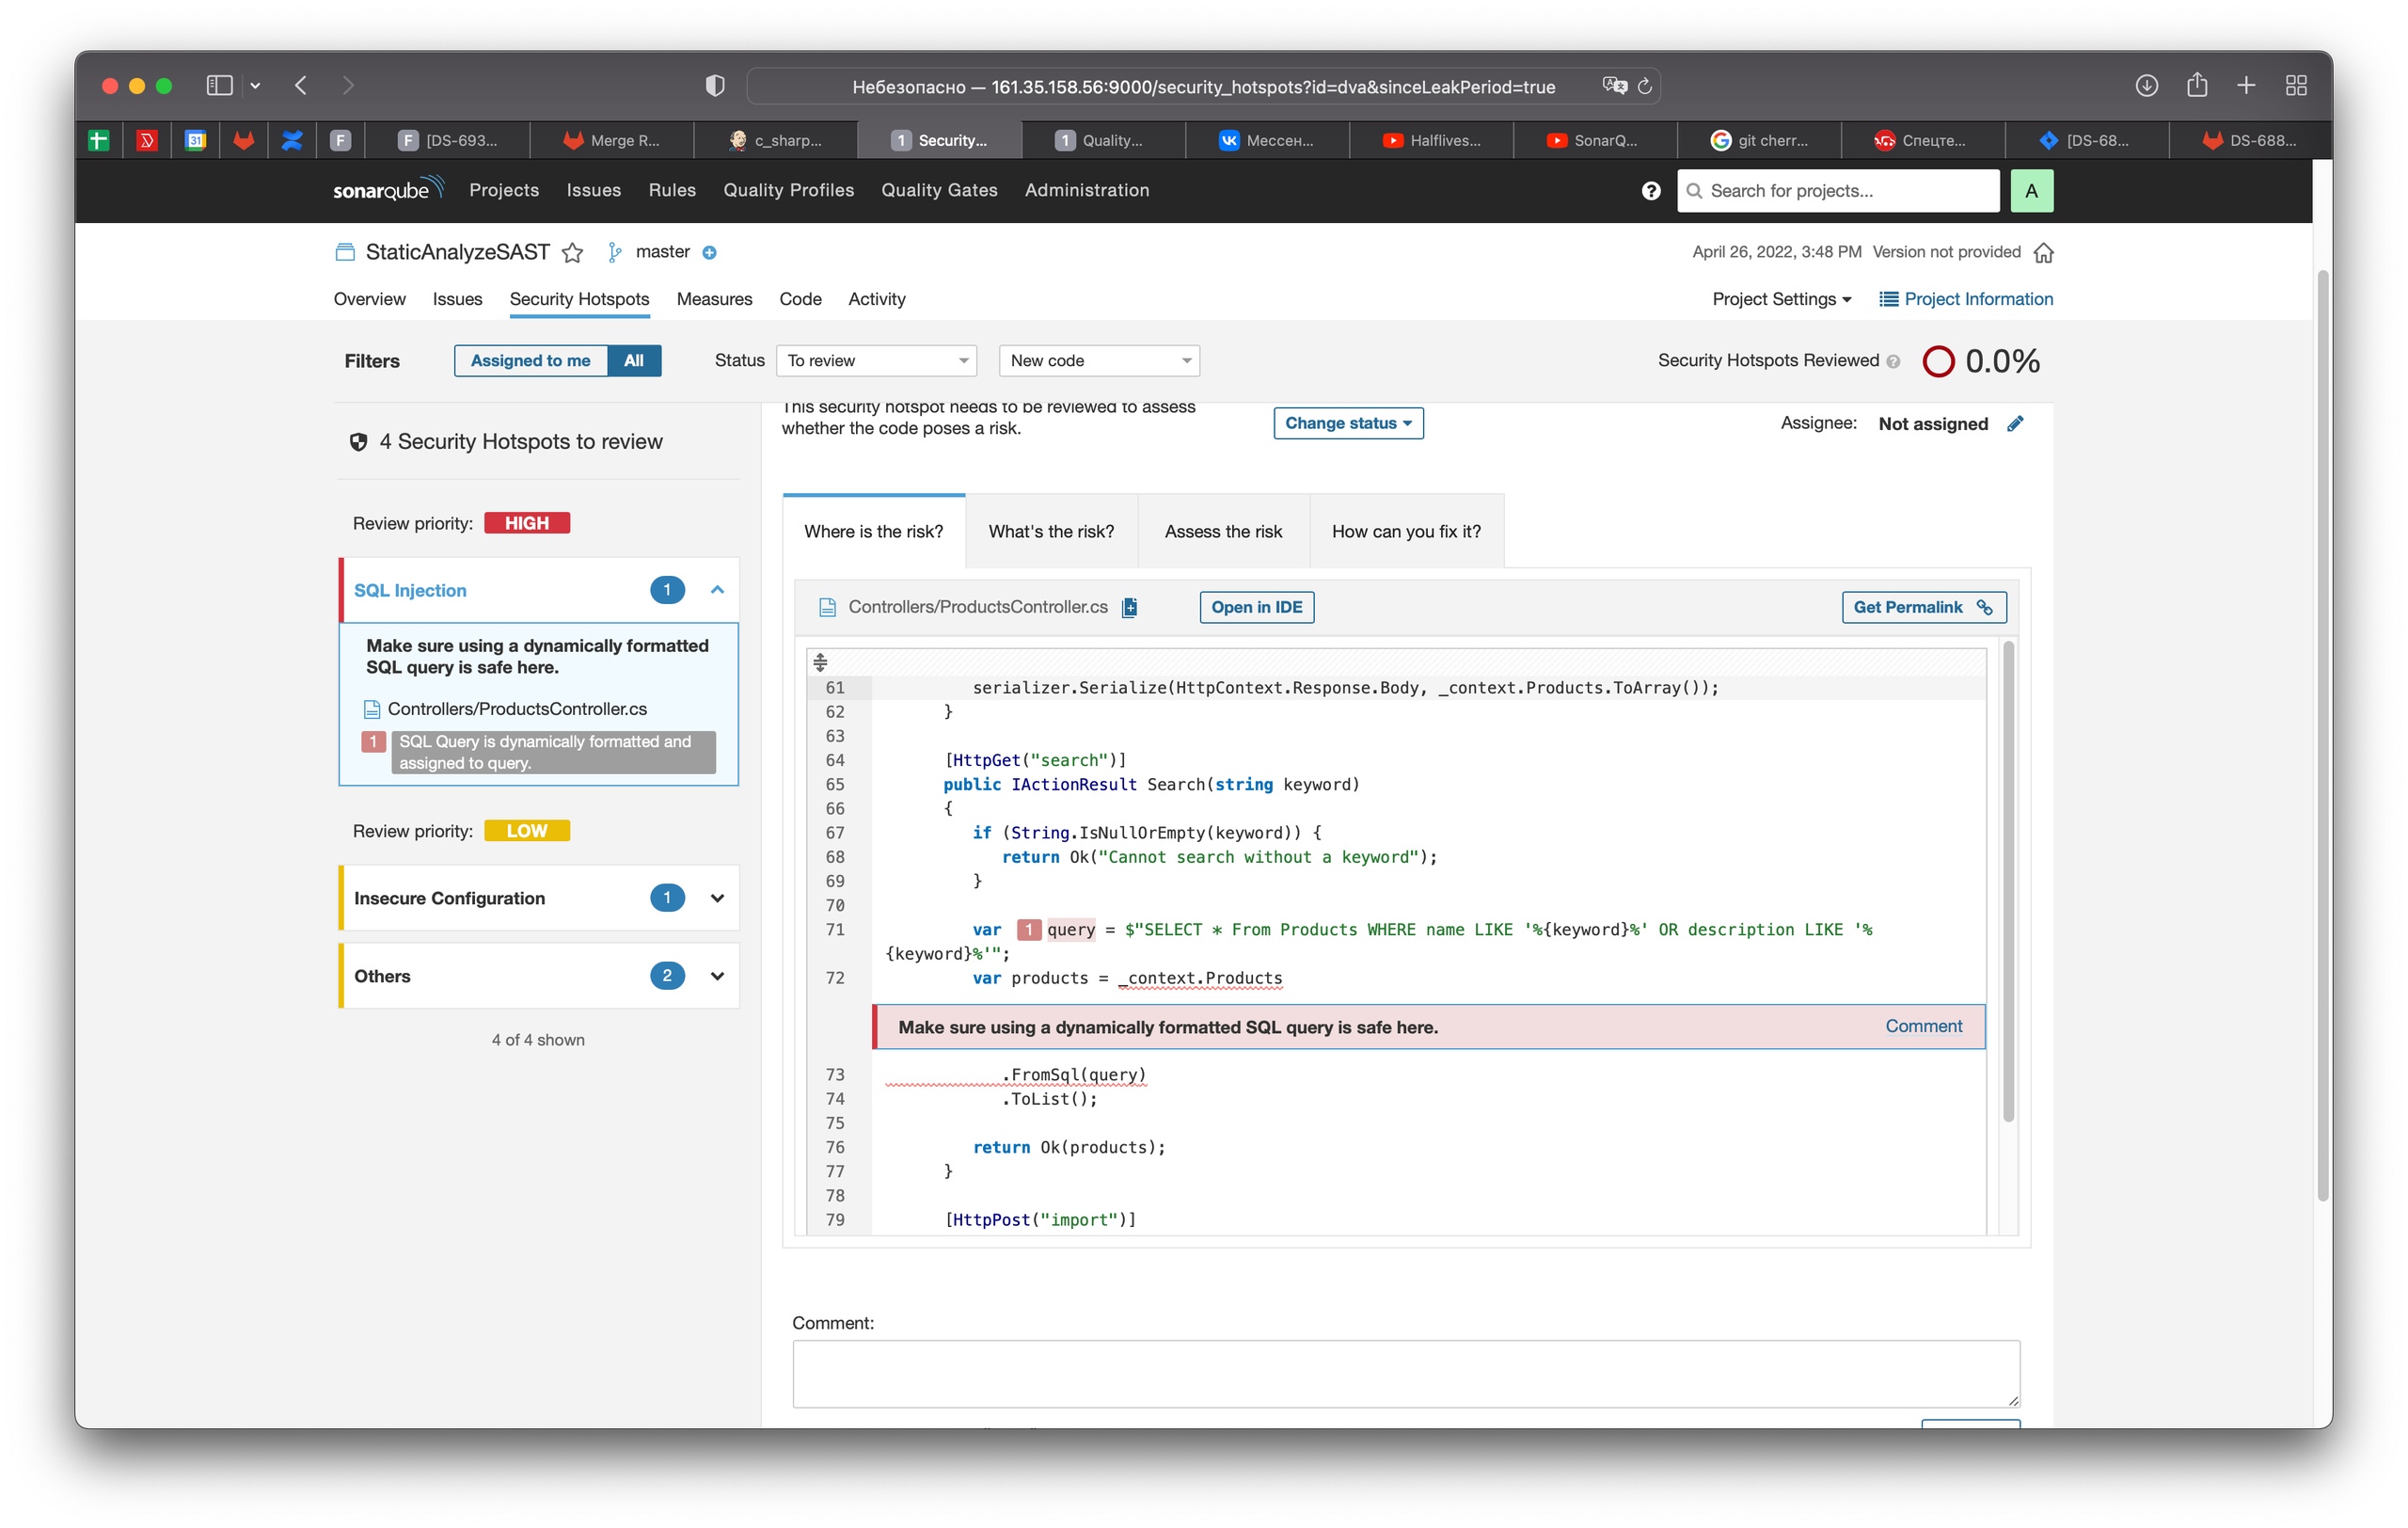 Небезопасно — 161.35.158.56:9000/security_hotspots?id=dva&sinceLeakPeriod=true
31 F F [DS-693... Merge R... c_sharp... 1 Security... 1 Quality... Мессен... Halflives... SonarQ... git cherr... Спецте... [DS-68... DS-688...
sonarqube Projects Issues Rules Quality Profiles Quality Gates Administration ? Search for projects... A
StaticAnalyzeSAST master April 26, 2022, 3:48 PM Version not provided
Overview Issues Security Hotspots Measures Code Activity Project Settings Project Information
Filters Assigned to me All Status To review New code Security Hotspots Reviewed ? 0.0%
4 Security Hotspots to review
Review priority: HIGH
SQL Injection 1
Make sure using a dynamically formatted
SQL query is safe here.
Controllers/ProductsController.cs
1 SQL Query is dynamically formatted and
assigned to query.
Review priority: LOW
Insecure Configuration 1
Others 2
4 of 4 shown
This security hotspot needs to be reviewed to assess
whether the code poses a risk.
Change status
Assignee: Not assigned
Where is the risk? What's the risk? Assess the risk How can you fix it?
Controllers/ProductsController.cs Open in IDE Get Permalink
61 serializer.Serialize(HttpContext.Response.Body, _context.Products.ToArray());
62 }
63
64 [HttpGet("search")]
65 public IActionResult Search(string keyword)
66 {
67 if (String.IsNullOrEmpty(keyword)) {
68 return Ok("Cannot search without a keyword");
69 }
70
71 var 1 query = $"SELECT * From Products WHERE name LIKE '%{keyword}%' OR description LIKE '%
{keyword}%'";
72 var products = _context.Products
Make sure using a dynamically formatted SQL query is safe here. Comment
73 .FromSql(query)
74 .ToList();
75
76 return Ok(products);
77 }
78
79 [HttpPost("import")]
Comment: